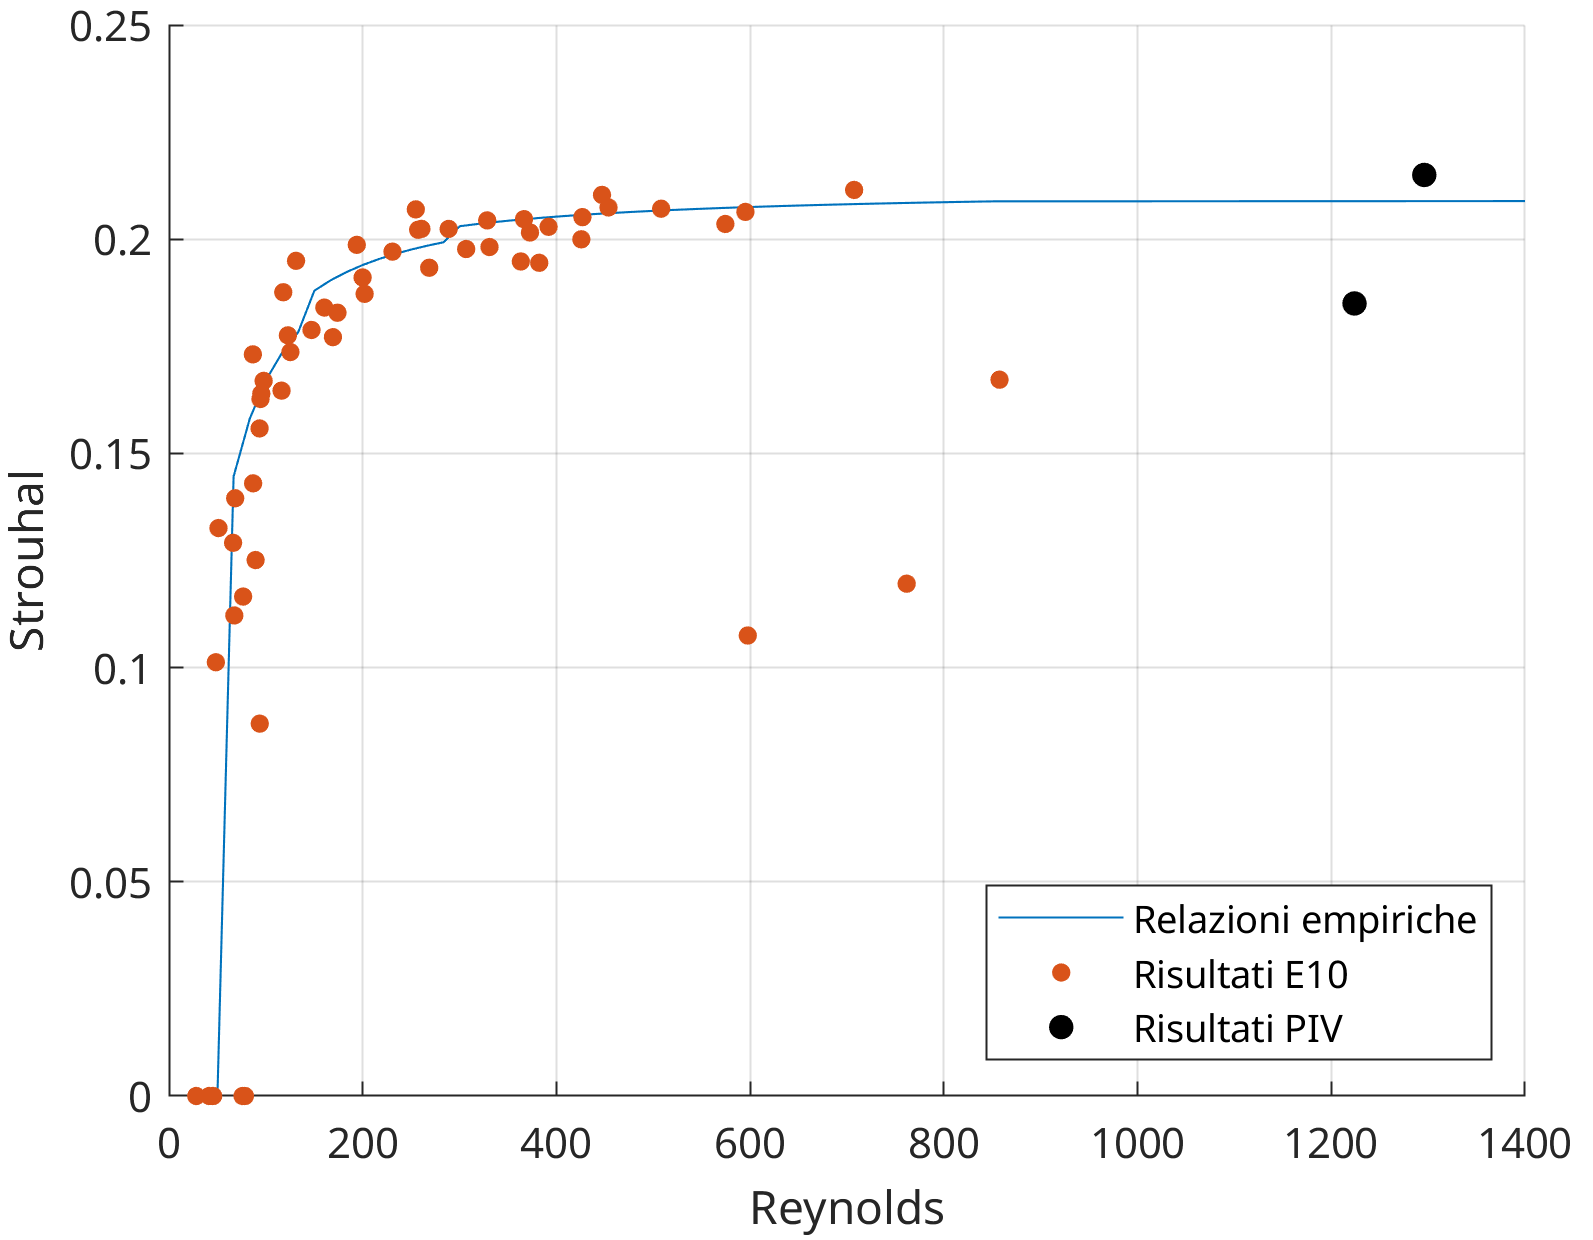 0.25
0.2
0.15
0.1
0.05
0
Strouhal
0 200 400 600 800 1000 1200 1400
Reynolds
Relazioni empiriche
Risultati E10
Risultati PIV